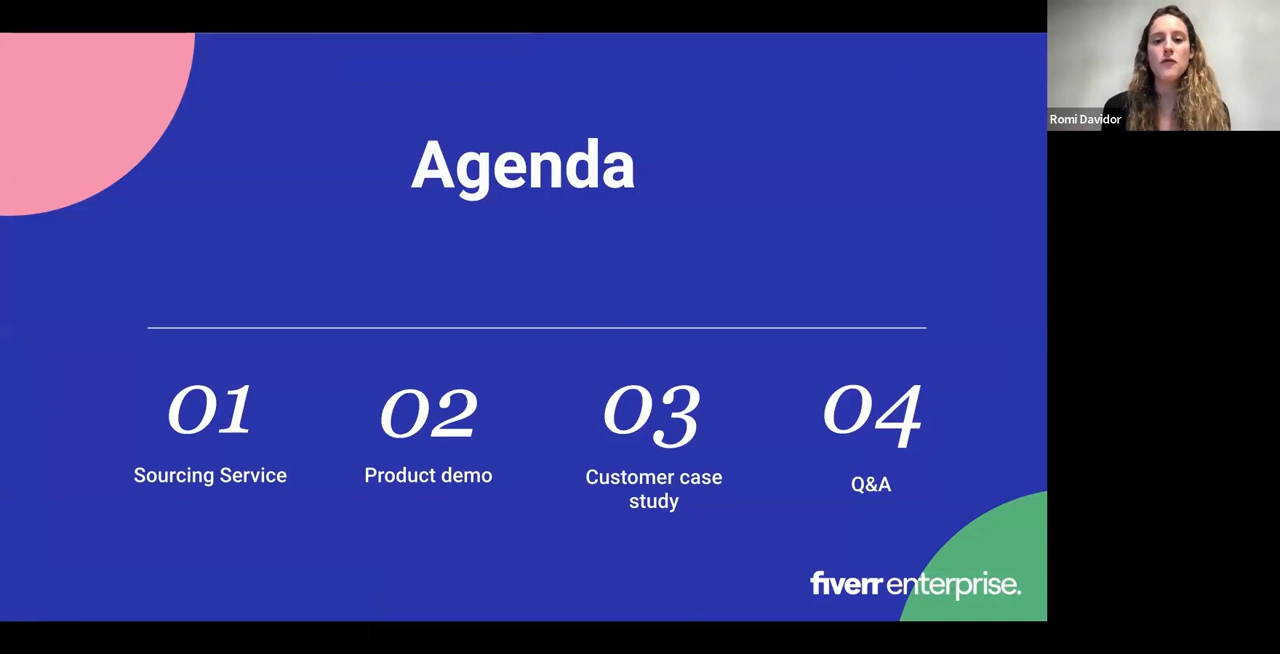 Romi Davidor
Agenda
01
Sourcing Service
02
Product demo
03
Customer case
study
04
Q&A
fiverr enterprise.